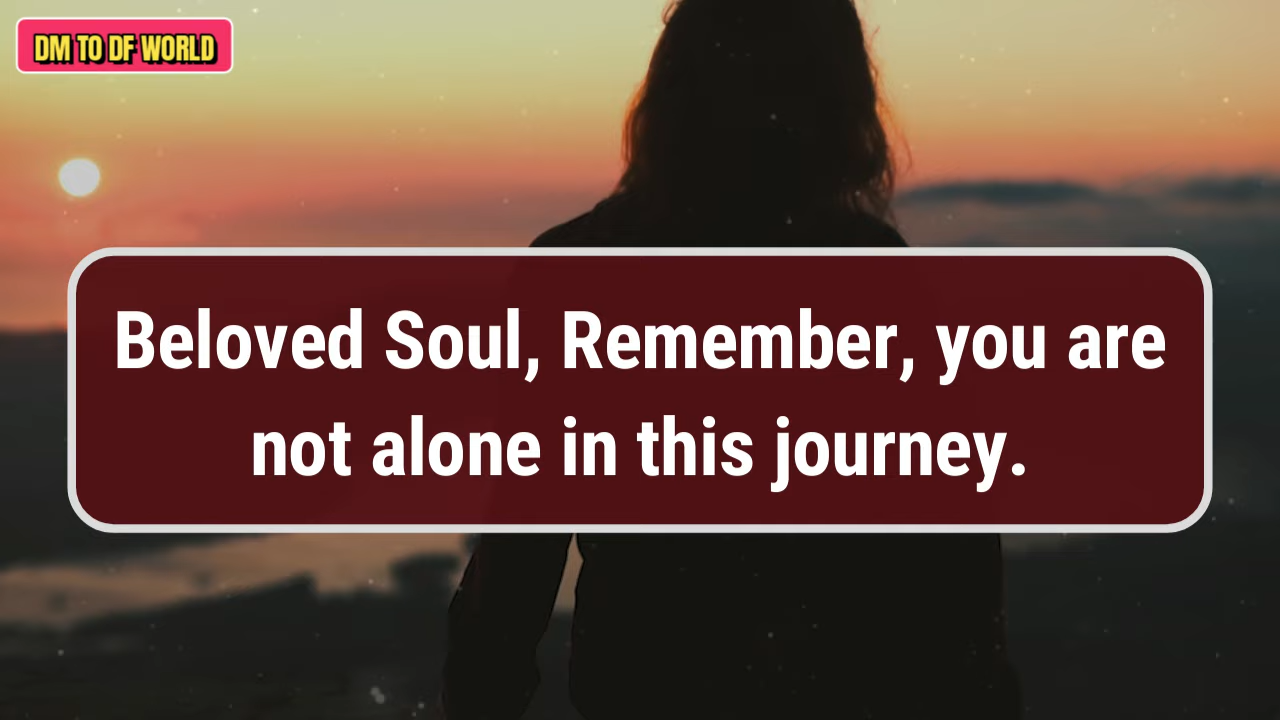 DM TO DF WORLD
Beloved Soul, Remember, you are
not alone in this journey.